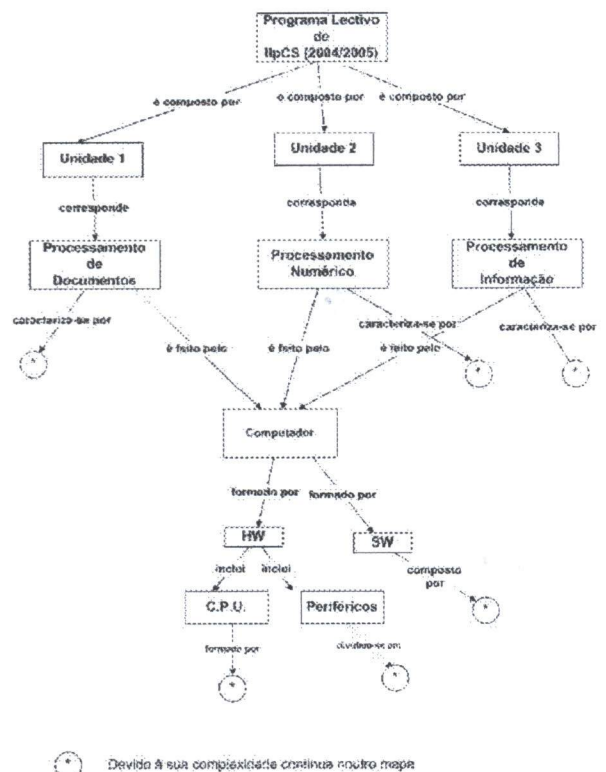 Programa Lectivo
de
IIpCS (2004/2005)
é composto por
é composto por
é composto por
Unidade 1
Unidade 2
Unidade 3
corresponde
corresponde
corresponde
Processamento
de
Documentos
Processamento
Numérico
Processamento
de
Informação
caracteriza-se por
caracteriza-se por
caracteriza-se por
é feito pelo
é feito pelo
é feito pelo
*
*
*
Computador
formado por
formado por
HW
SW
inclui
inclui
composto
por
C.P.U.
Periféricos
*
formado por
dividem-se em
*
*
* Devido à sua complexidade continua noutro mapa